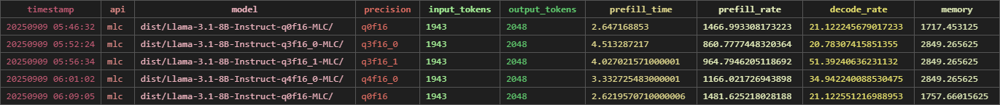 timestamp api model precision input_tokens output_tokens prefill_time prefill_rate decode_rate memory
20250909 05:46:32 mlc dist/Llama-3.1-8B-Instruct-q0f16-MLC/ q0f16 1943 2048 2.647168853 1466.993308173223 21.122245679017233 1717.453125
20250909 05:52:24 mlc dist/Llama-3.1-8B-Instruct-q3f16_0-MLC/ q3f16_0 1943 2048 4.513287217 860.7777448320364 20.78307415851355 2849.265625
20250909 05:56:34 mlc dist/Llama-3.1-8B-Instruct-q3f16_1-MLC/ q3f16_1 1943 2048 4.027021571000001 964.7946205118692 51.39240636231132 2849.265625
20250909 06:01:02 mlc dist/Llama-3.1-8B-Instruct-q4f16_0-MLC/ q4f16_0 1943 2048 3.332725483000001 1166.021726943898 34.942240088530475 2849.265625
20250909 06:09:05 mlc dist/Llama-3.1-8B-Instruct-q0f16-MLC/ q0f16 1943 2048 2.6219570710000006 1481.625218028188 21.122551216988953 1757.66015625